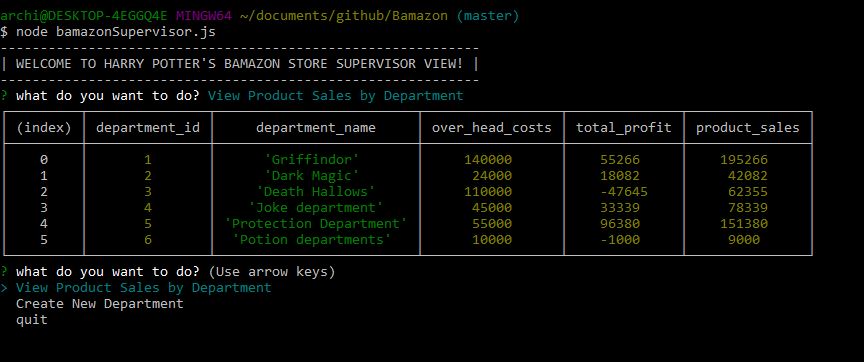 archi@DESKTOP-4EGGQ4E MINGW64 ~/documents/github/Bamazon (master)
$ node bamazonSupervisor.js
------------------------------------------------------------
| WELCOME TO HARRY POTTER'S BAMAZON STORE SUPERVISOR VIEW! |
------------------------------------------------------------
? what do you want to do? View Product Sales by Department
(index) department_id department_name over_head_costs total_profit product_sales
0 1 'Griffindor' 140000 55266 195266
1 2 'Dark Magic' 24000 18082 42082
2 3 'Death Hallows' 110000 -47645 62355
3 4 'Joke department' 45000 33339 78339
4 5 'Protection Department' 55000 96380 151380
5 6 'Potion departments' 10000 -1000 9000
? what do you want to do? (Use arrow keys)
> View Product Sales by Department
Create New Department
quit